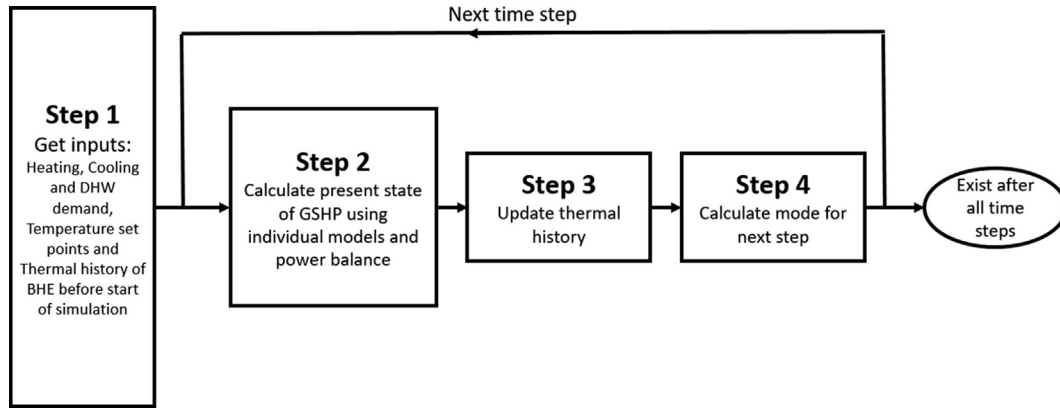 Next time step
Step 1
Get inputs:
Heating, Cooling
and DHW
demand,
Temperature set
points and
Thermal history of
BHE before start
of simulation
Step 2
Calculate present state
of GSHP using
individual models and
power balance
Step 3
Update thermal
history
Step 4
Calculate mode for
next step
Exist after
all time
steps